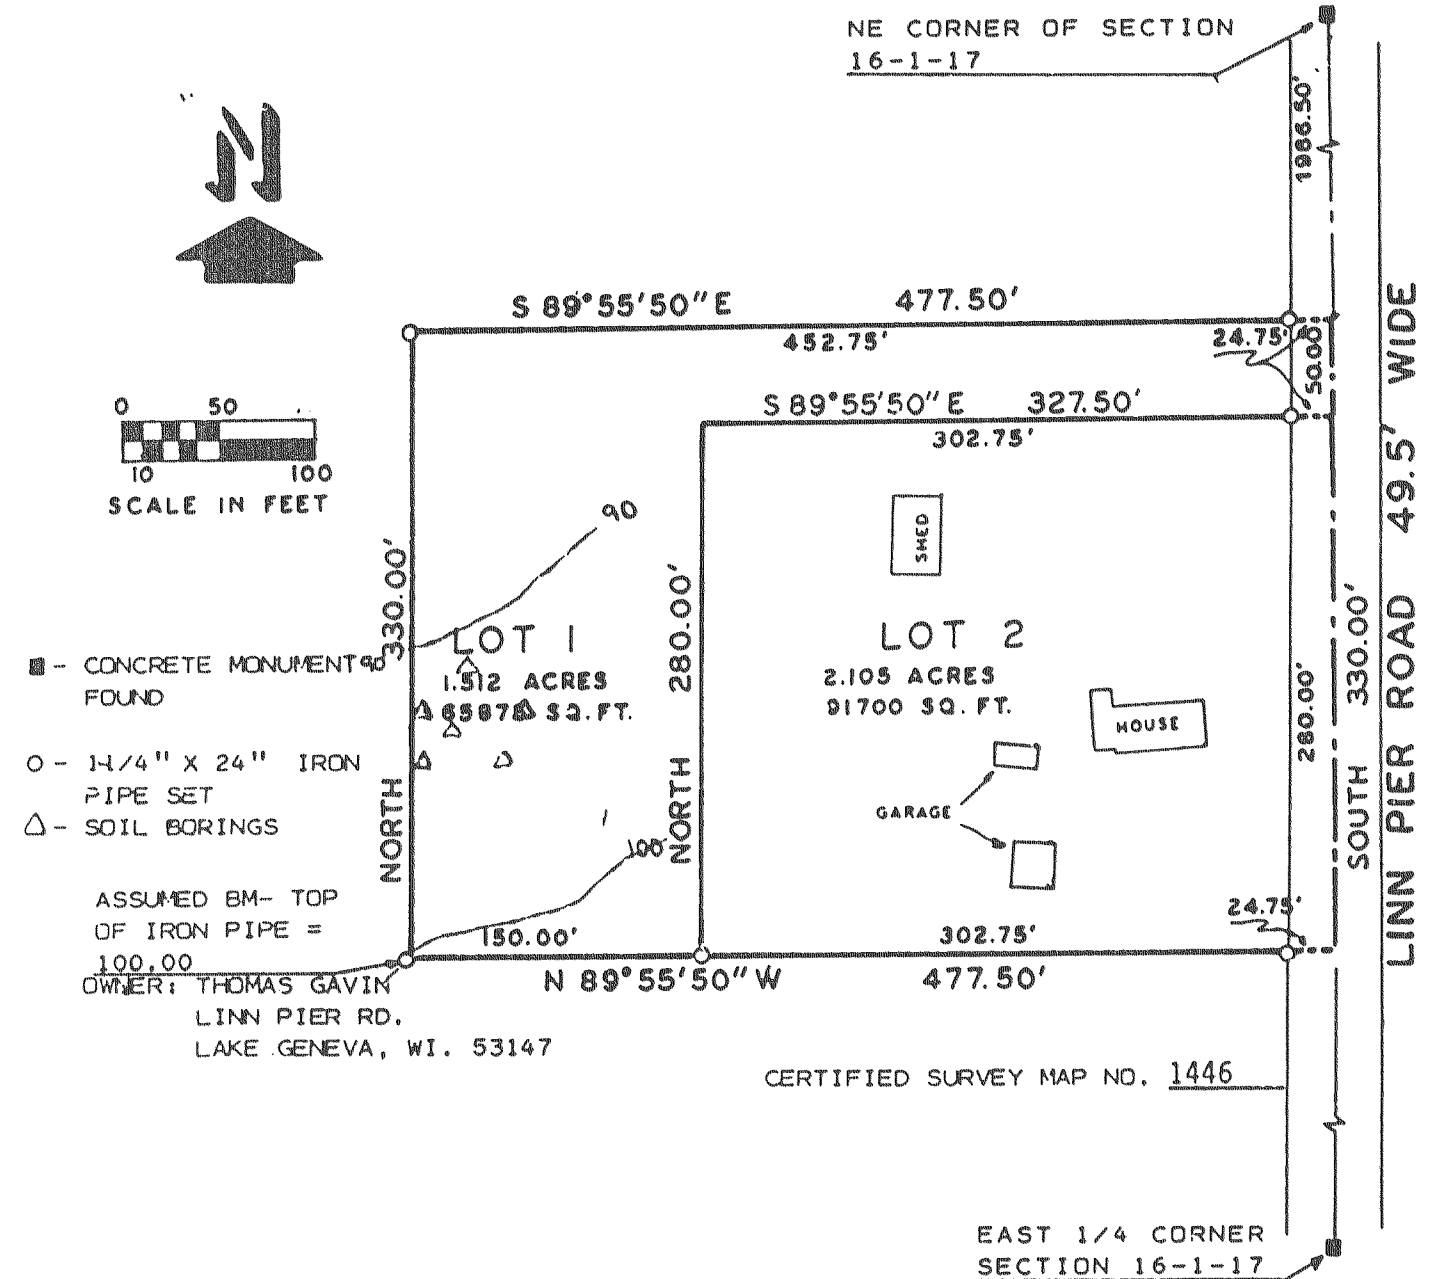 NE CORNER OF SECTION
16-1-17
1986.50'
N
S 89°55'50"E 477.50'
452.75'
24.75'
50.00'
S 89°55'50"E 327.50'
302.75'
0 50
10 100
SCALE IN FEET
LINN PIER ROAD 49.5' WIDE
SHED
90
330.00'
NORTH
280.00'
NORTH
LOT 1
1.512 ACRES
SQ. FT.
LOT 2
2.105 ACRES
91700 SQ. FT.
HOUSE
GARAGE
280.00'
SOUTH 330.00'
- CONCRETE MONUMENT
FOUND
90
- 1-1/4" X 24" IRON
PIPE SET
- SOIL BORINGS
100
ASSUMED BM- TOP
OF IRON PIPE =
100.00
150.00'
302.75'
24.75'
N 89°55'50" W 477.50'
OWNER: THOMAS GAVIN
LINN PIER RD.
LAKE GENEVA, WI. 53147
CERTIFIED SURVEY MAP NO. 1446
EAST 1/4 CORNER
SECTION 16-1-17